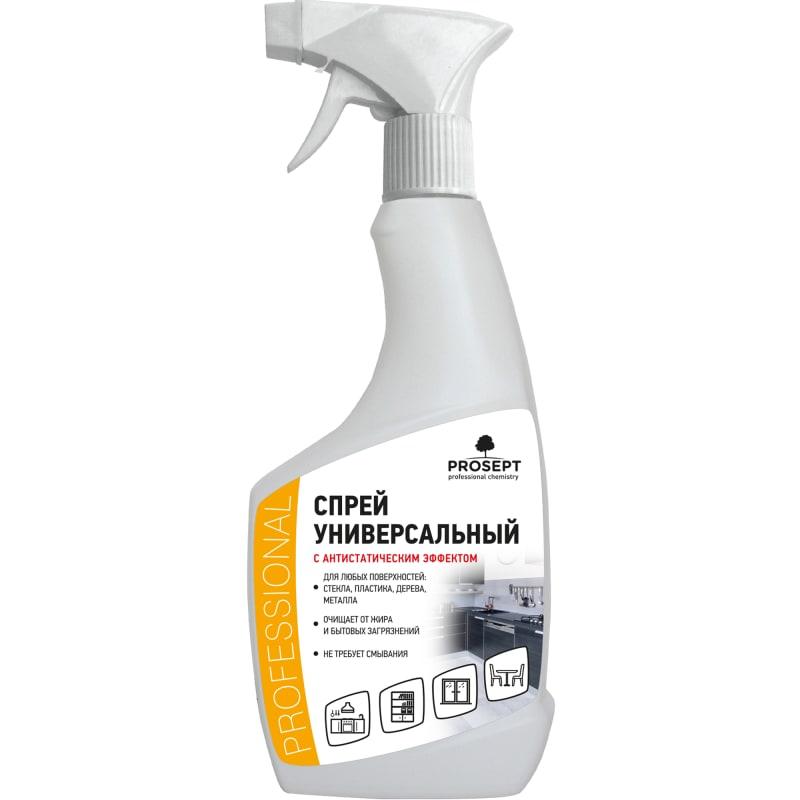 PROSEPT
professional chemistry
СПРЕЙ
УНИВЕРСАЛЬНЫЙ
С АНТИСТАТИЧЕСКИМ ЭФФЕКТОМ
• ДЛЯ ЛЮБЫХ ПОВЕРХНОСТЕЙ:
СТЕКЛА, ПЛАСТИКА, ДЕРЕВА,
МЕТАЛЛА
• ОЧИЩАЕТ ОТ ЖИРА
И БЫТОВЫХ ЗАГРЯЗНЕНИЙ
• НЕ ТРЕБУЕТ СМЫВАНИЯ
PROFESSIONAL